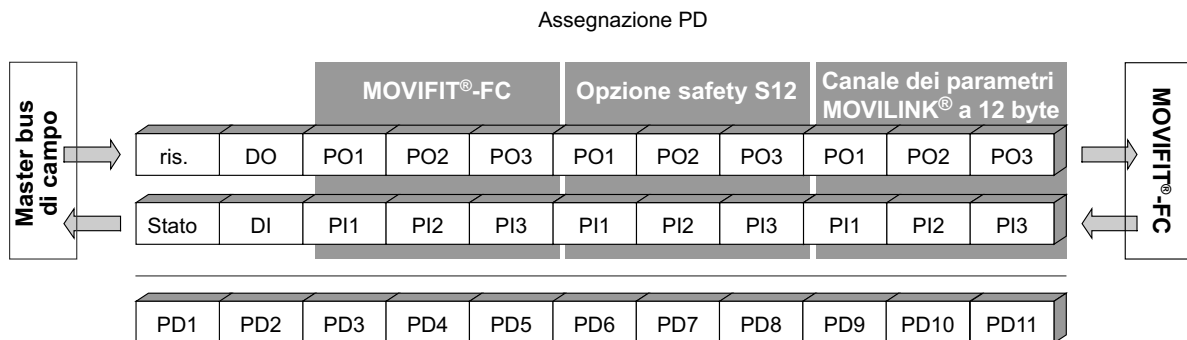 Assegnazione PD
Master bus
di campo
MOVIFIT®-FC
Opzione safety S12
Canale dei parametri
MOVILINK® a 12 byte
ris. DO PO1 PO2 PO3 PO1 PO2 PO3 PO1 PO2 PO3
Stato DI PI1 PI2 PI3 PI1 PI2 PI3 PI1 PI2 PI3
MOVIFIT®-FC
PD1 PD2 PD3 PD4 PD5 PD6 PD7 PD8 PD9 PD10 PD11